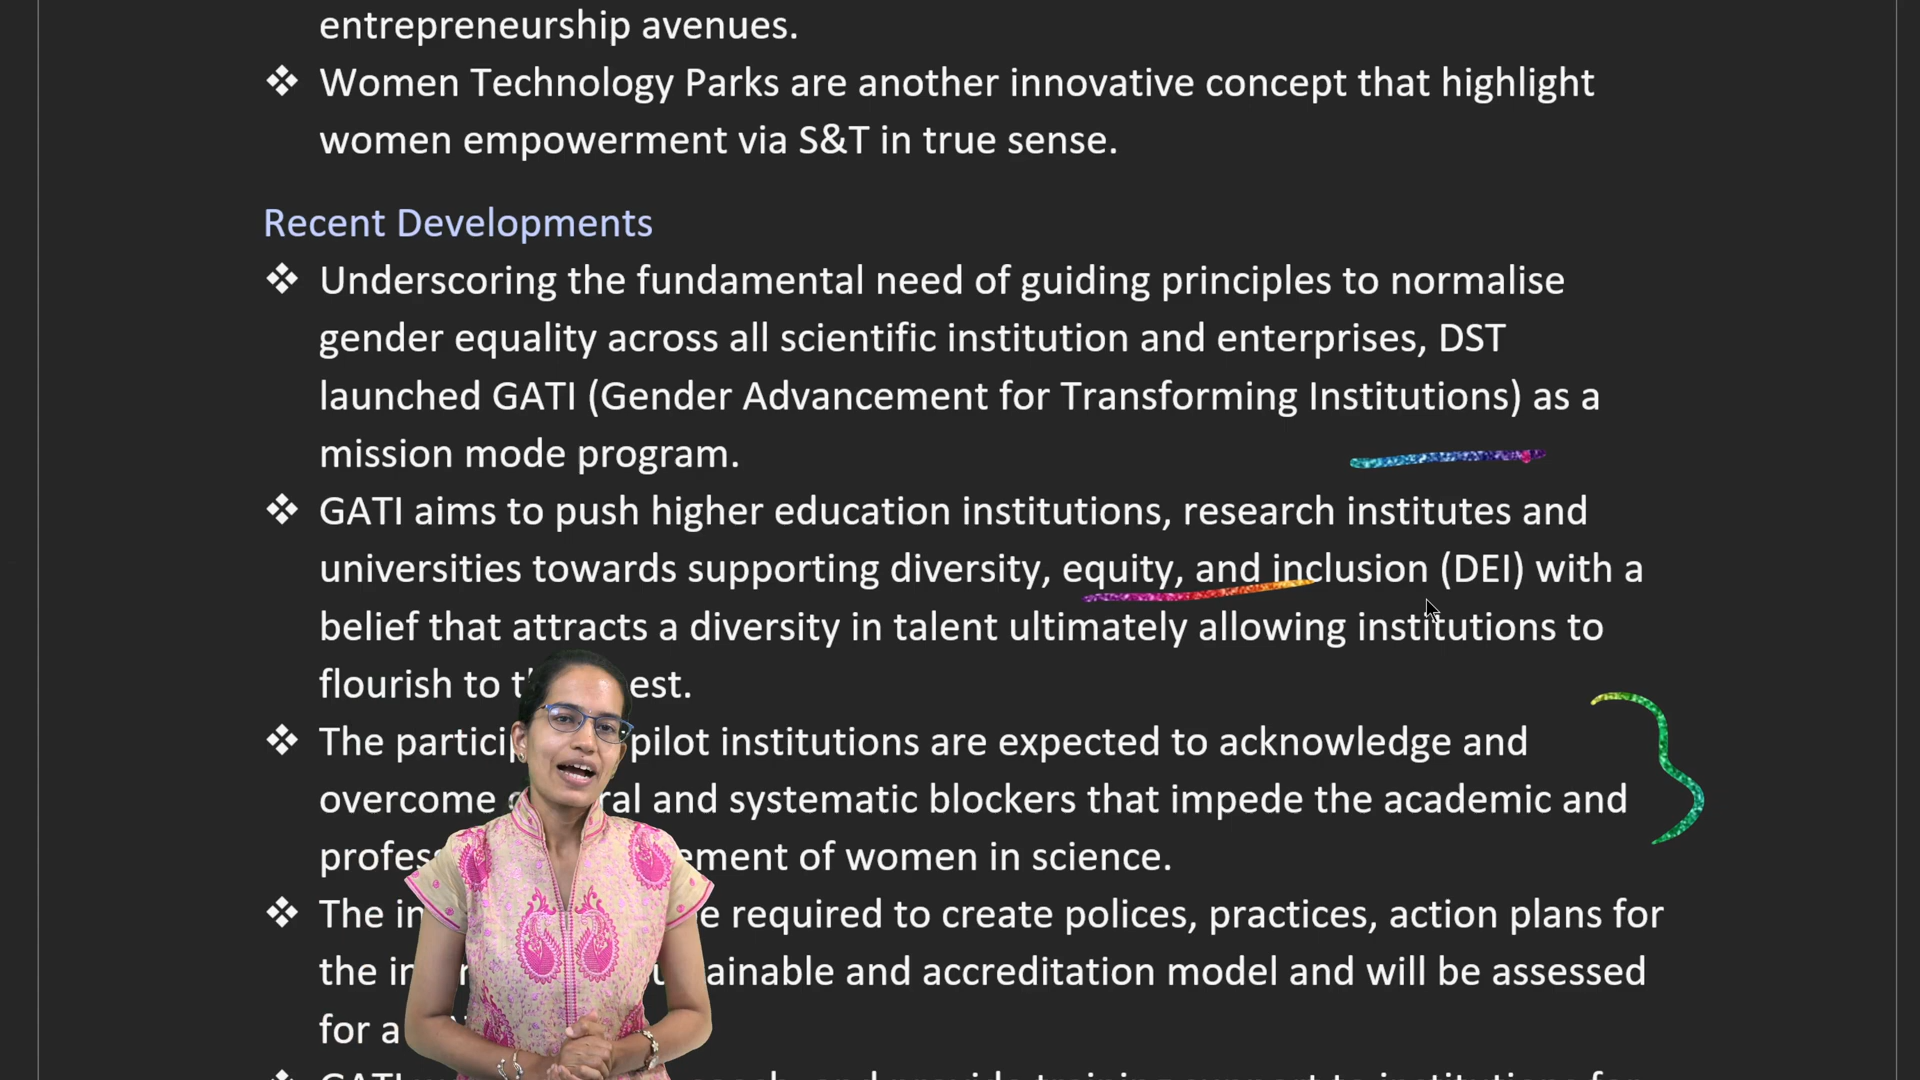 entrepreneurship avenues.
❖ Women Technology Parks are another innovative concept that highlight
women empowerment via S&T in true sense.
Recent Developments
❖ Underscoring the fundamental need of guiding principles to normalise
gender equality across all scientific institution and enterprises, DST
launched GATI (Gender Advancement for Transforming Institutions) as a
mission mode program.
❖ GATI aims to push higher education institutions, research institutes and
universities towards supporting diversity, equity, and inclusion (DEI) with a
belief that attracts a diversity in talent ultimately allowing institutions to
flourish to est.
❖ The partici pilot institutions are expected to acknowledge and
overcome ral and systematic blockers that impede the academic and
profes ement of women in science.
❖ The in e required to create polices, practices, action plans for
the in ainable and accreditation model and will be assessed
for a